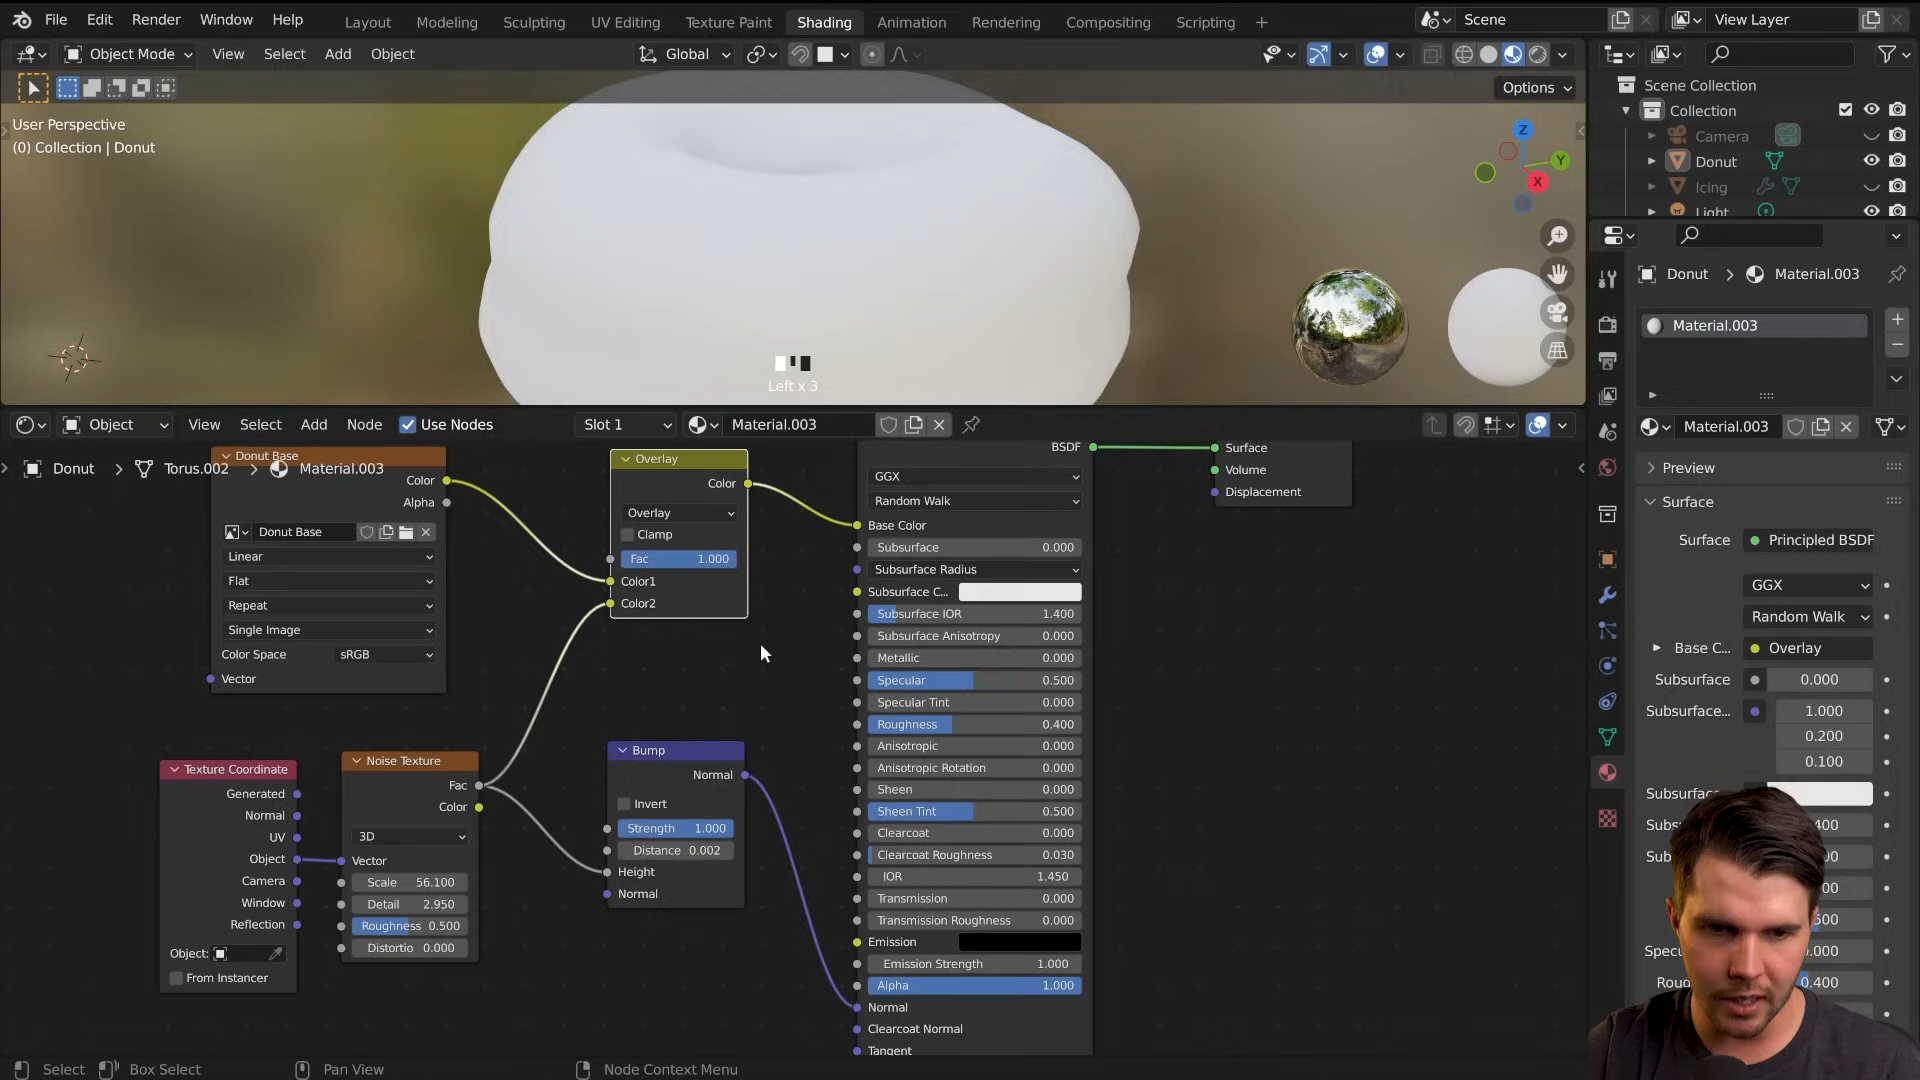 File Edit Render Window Help Layout Modeling Sculpting UV Editing Texture Paint Shading Animation Rendering Compositing Scripting + Scene View Layer
Object Mode View Select Add Object Global
Options
User Perspective
(0) Collection | Donut
Z
Y
X
Left x 3
Scene Collection
Collection
Camera
Donut
Icing
Light
Donut > Material.003
Material.003
Object View Select Add Node Use Nodes Slot 1 Material.003
Material.003
Donut > Torus.002 > Material.003
Donut Base
Color
Alpha
Donut Base
Linear
Flat
Repeat
Single Image
Color Space sRGB
Vector
Overlay
Color
Overlay
Clamp
Fac 1.000
Color1
Color2
Texture Coordinate
Generated
Normal
UV
Object
Camera
Window
Reflection
Object:
From Instancer
Noise Texture
Fac
Color
3D
Vector
Scale 56.100
Detail 2.950
Roughness 0.500
Distortio 0.000
Bump
Normal
Invert
Strength 1.000
Distance 0.002
Height
Normal
BSDF
GGX
Random Walk
Base Color
Subsurface 0.000
Subsurface Radius
Subsurface C...
Subsurface IOR 1.400
Subsurface Anisotropy 0.000
Metallic 0.000
Specular 0.500
Specular Tint 0.000
Roughness 0.400
Anisotropic 0.000
Anisotropic Rotation 0.000
Sheen 0.000
Sheen Tint 0.500
Clearcoat 0.000
Clearcoat Roughness 0.030
IOR 1.450
Transmission 0.000
Transmission Roughness 0.000
Emission
Emission Strength 1.000
Alpha 1.000
Normal
Clearcoat Normal
Tangent
Surface
Volume
Displacement
Preview
Surface
Surface Principled BSDF
GGX
Random Walk
Base C... Overlay
Subsurface 0.000
Subsurface... 1.000
0.200
0.100
Select Box Select Pan View Node Context Menu